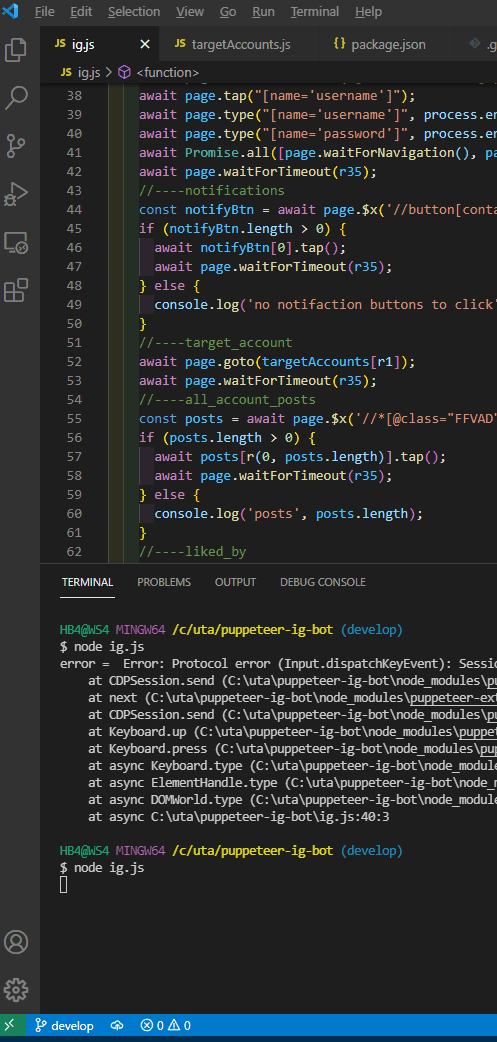 File Edit Selection View Go Run Terminal Help
JS ig.js × JS targetAccounts.js {} package.json .g
JS ig.js > <function>
38 await page.tap("[name='username']");
39 await page.type("[name='username']", process.en
40 await page.type("[name='password']", process.en
41 await Promise.all([page.waitForNavigation(), pa
42 await page.waitForTimeout(r35);
43 //----notifications
44 const notifyBtn = await page.$x('//button[conta
45 if (notifyBtn.length > 0) {
46 await notifyBtn[0].tap();
47 await page.waitForTimeout(r35);
48 } else {
49 console.log('no notifaction buttons to click'
50 }
51 //----target_account
52 await page.goto(targetAccounts[r1]);
53 await page.waitForTimeout(r35);
54 //----all_account_posts
55 const posts = await page.$x('//*[@class="FFVAD"
56 if (posts.length > 0) {
57 await posts[r(0, posts.length)].tap();
58 await page.waitForTimeout(r35);
59 } else {
60 console.log('posts', posts.length);
61 }
62 //----liked_by
TERMINAL PROBLEMS OUTPUT DEBUG CONSOLE
HB4@WS4 MINGW64 /c/uta/puppeteer-ig-bot (develop)
$ node ig.js
error = Error: Protocol error (Input.dispatchKeyEvent): Sessio
at CDPSession.send (C:\uta\puppeteer-ig-bot\node_modules\pu
at next (C:\uta\puppeteer-ig-bot\node_modules\puppeteer-ext
at CDPSession.send (C:\uta\puppeteer-ig-bot\node_modules\pu
at Keyboard.up (C:\uta\puppeteer-ig-bot\node_modules\puppet
at Keyboard.press (C:\uta\puppeteer-ig-bot\node_modules\pup
at async Keyboard.type (C:\uta\puppeteer-ig-bot\node_module
at async ElementHandle.type (C:\uta\puppeteer-ig-bot\node_m
at async DOMWorld.type (C:\uta\puppeteer-ig-bot\node_module
at async C:\uta\puppeteer-ig-bot\ig.js:40:3
HB4@WS4 MINGW64 /c/uta/puppeteer-ig-bot (develop)
$ node ig.js
develop 0 0